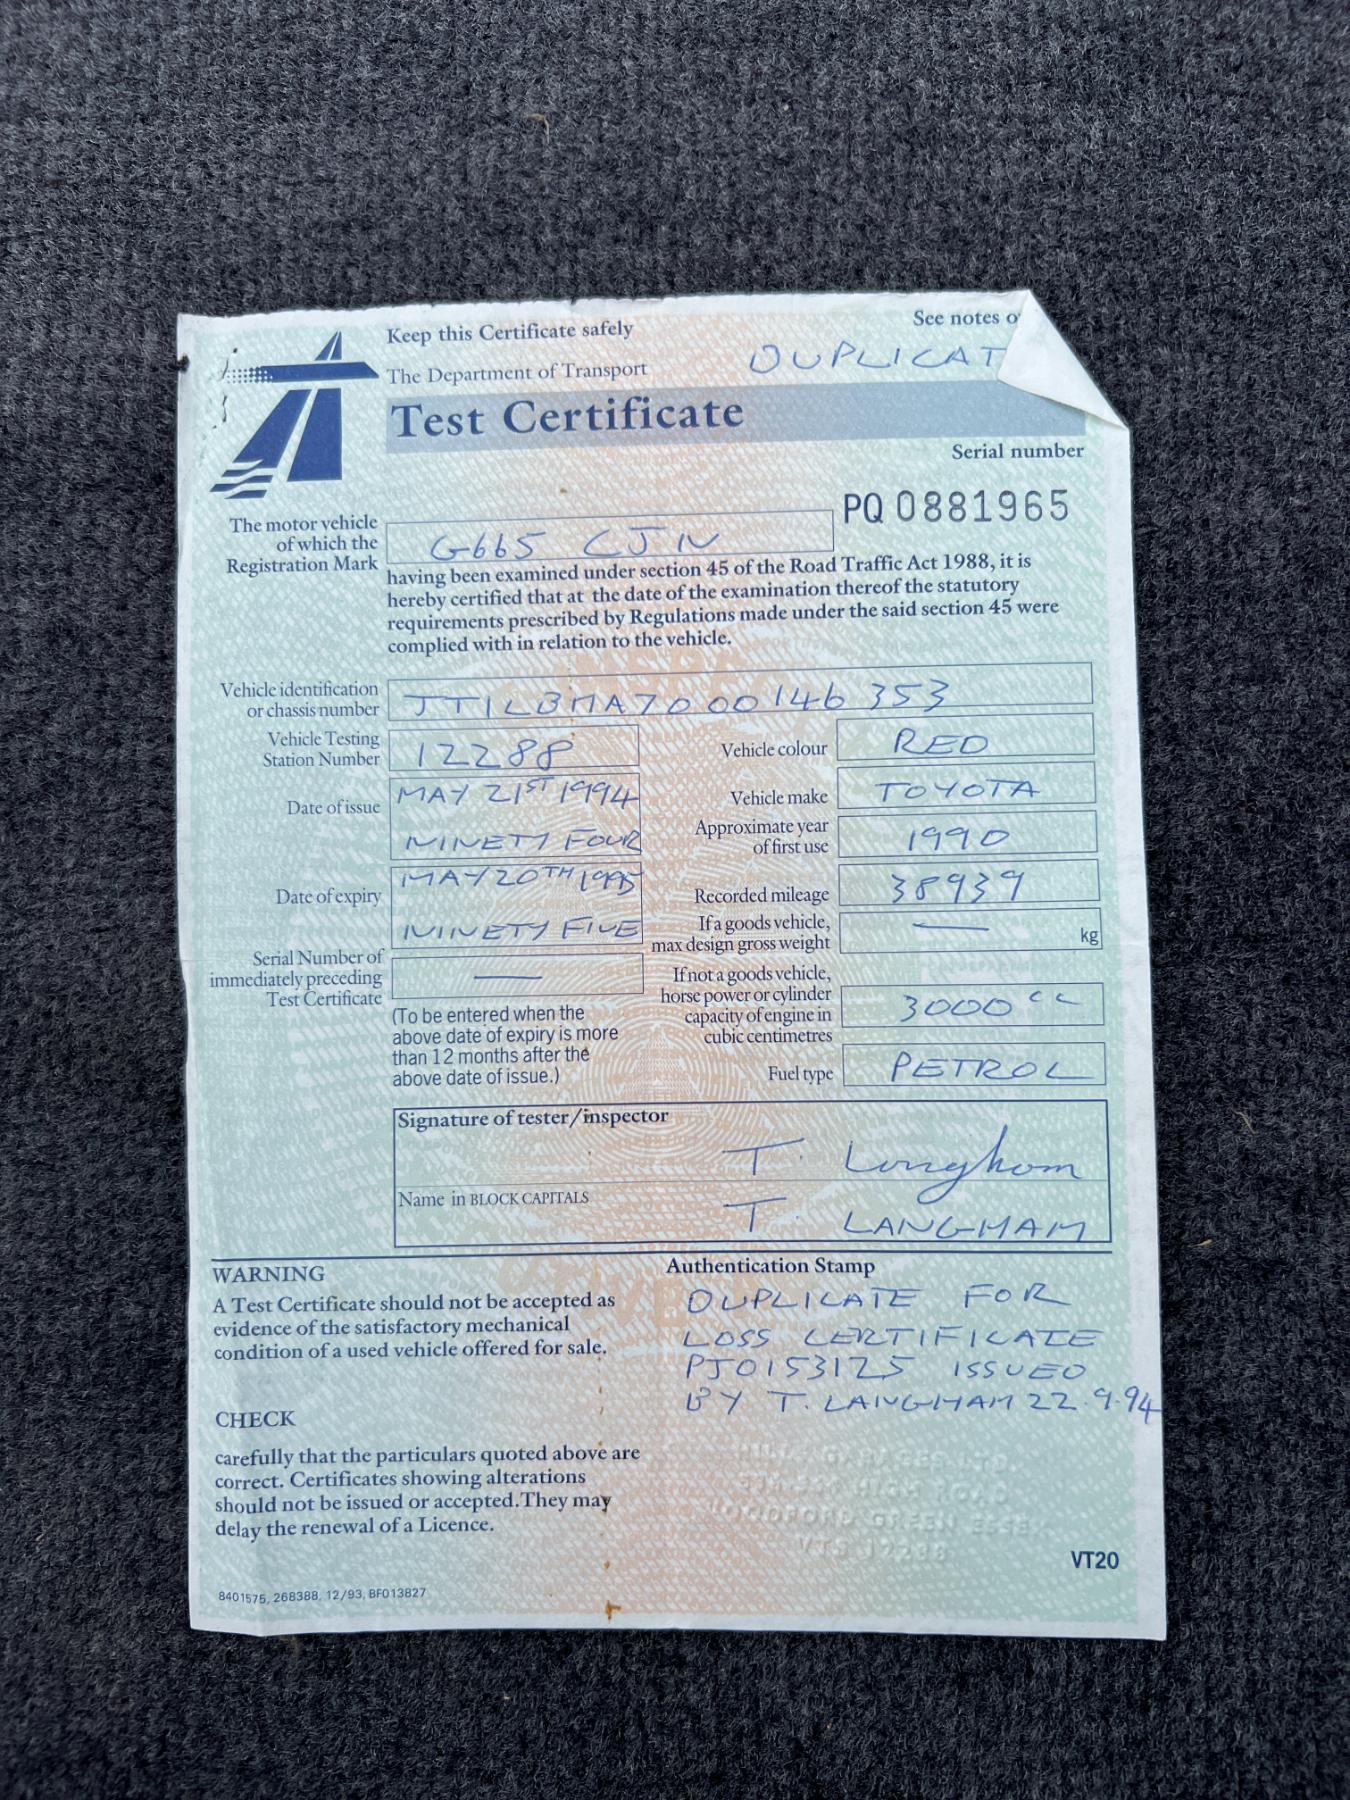 Keep this Certificate safely
See notes o
The Department of Transport
DUPLICAT
Test Certificate
Serial number
PQ 0881965
The motor vehicle
of which the
Registration Mark
G665 CJN
having been examined under section 45 of the Road Traffic Act 1988, it is
hereby certified that at the date of the examination thereof the statutory
requirements prescribed by Regulations made under the said section 45 were
complied with in relation to the vehicle.
Vehicle identification
or chassis number
JT1LBMA7000146353
Vehicle Testing
Station Number
12288
Vehicle colour
RED
Date of issue
MAY 21ST 1994
NINETY FOUR
Vehicle make
TOYOTA
Approximate year
of first use
1990
Date of expiry
MAY 20TH 1995
NINETY FIVE
Recorded mileage
38939
If a goods vehicle,
max design gross weight
— kg
Serial Number of
immediately preceding
Test Certificate
—
(To be entered when the
above date of expiry is more
than 12 months after the
above date of issue.)
If not a goods vehicle,
horse power or cylinder
capacity of engine in
cubic centimetres
3000 cc
Fuel type
PETROL
Signature of tester/inspector
T. Langham
Name in BLOCK CAPITALS
T. LANGHAM
WARNING
A Test Certificate should not be accepted as
evidence of the satisfactory mechanical
condition of a used vehicle offered for sale.
CHECK
carefully that the particulars quoted above are
correct. Certificates showing alterations
should not be issued or accepted.They may
delay the renewal of a Licence.
8401575, 268388, 12/93, BF013827
Authentication Stamp
DUPLICATE FOR
LOSS CERTIFICATE
PJ0153125 ISSUED
BY T. LANGHAM 22.9.94
GARAGES LTD
HIGH ROAD
WOODFORD GREEN ESSEX
VTS 12288
VT20